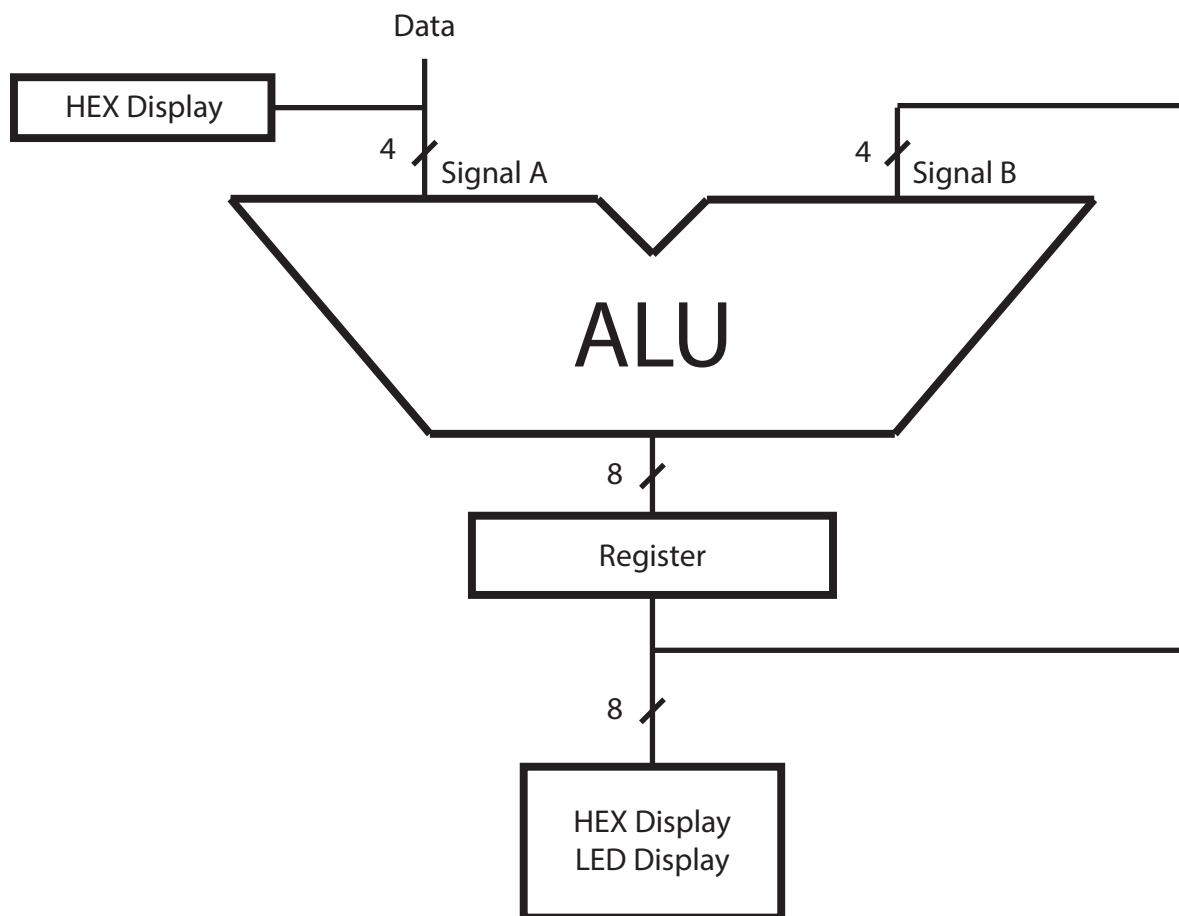 Data
HEX Display
4
Signal A
4
Signal B
ALU
8
Register
8
HEX Display
LED Display